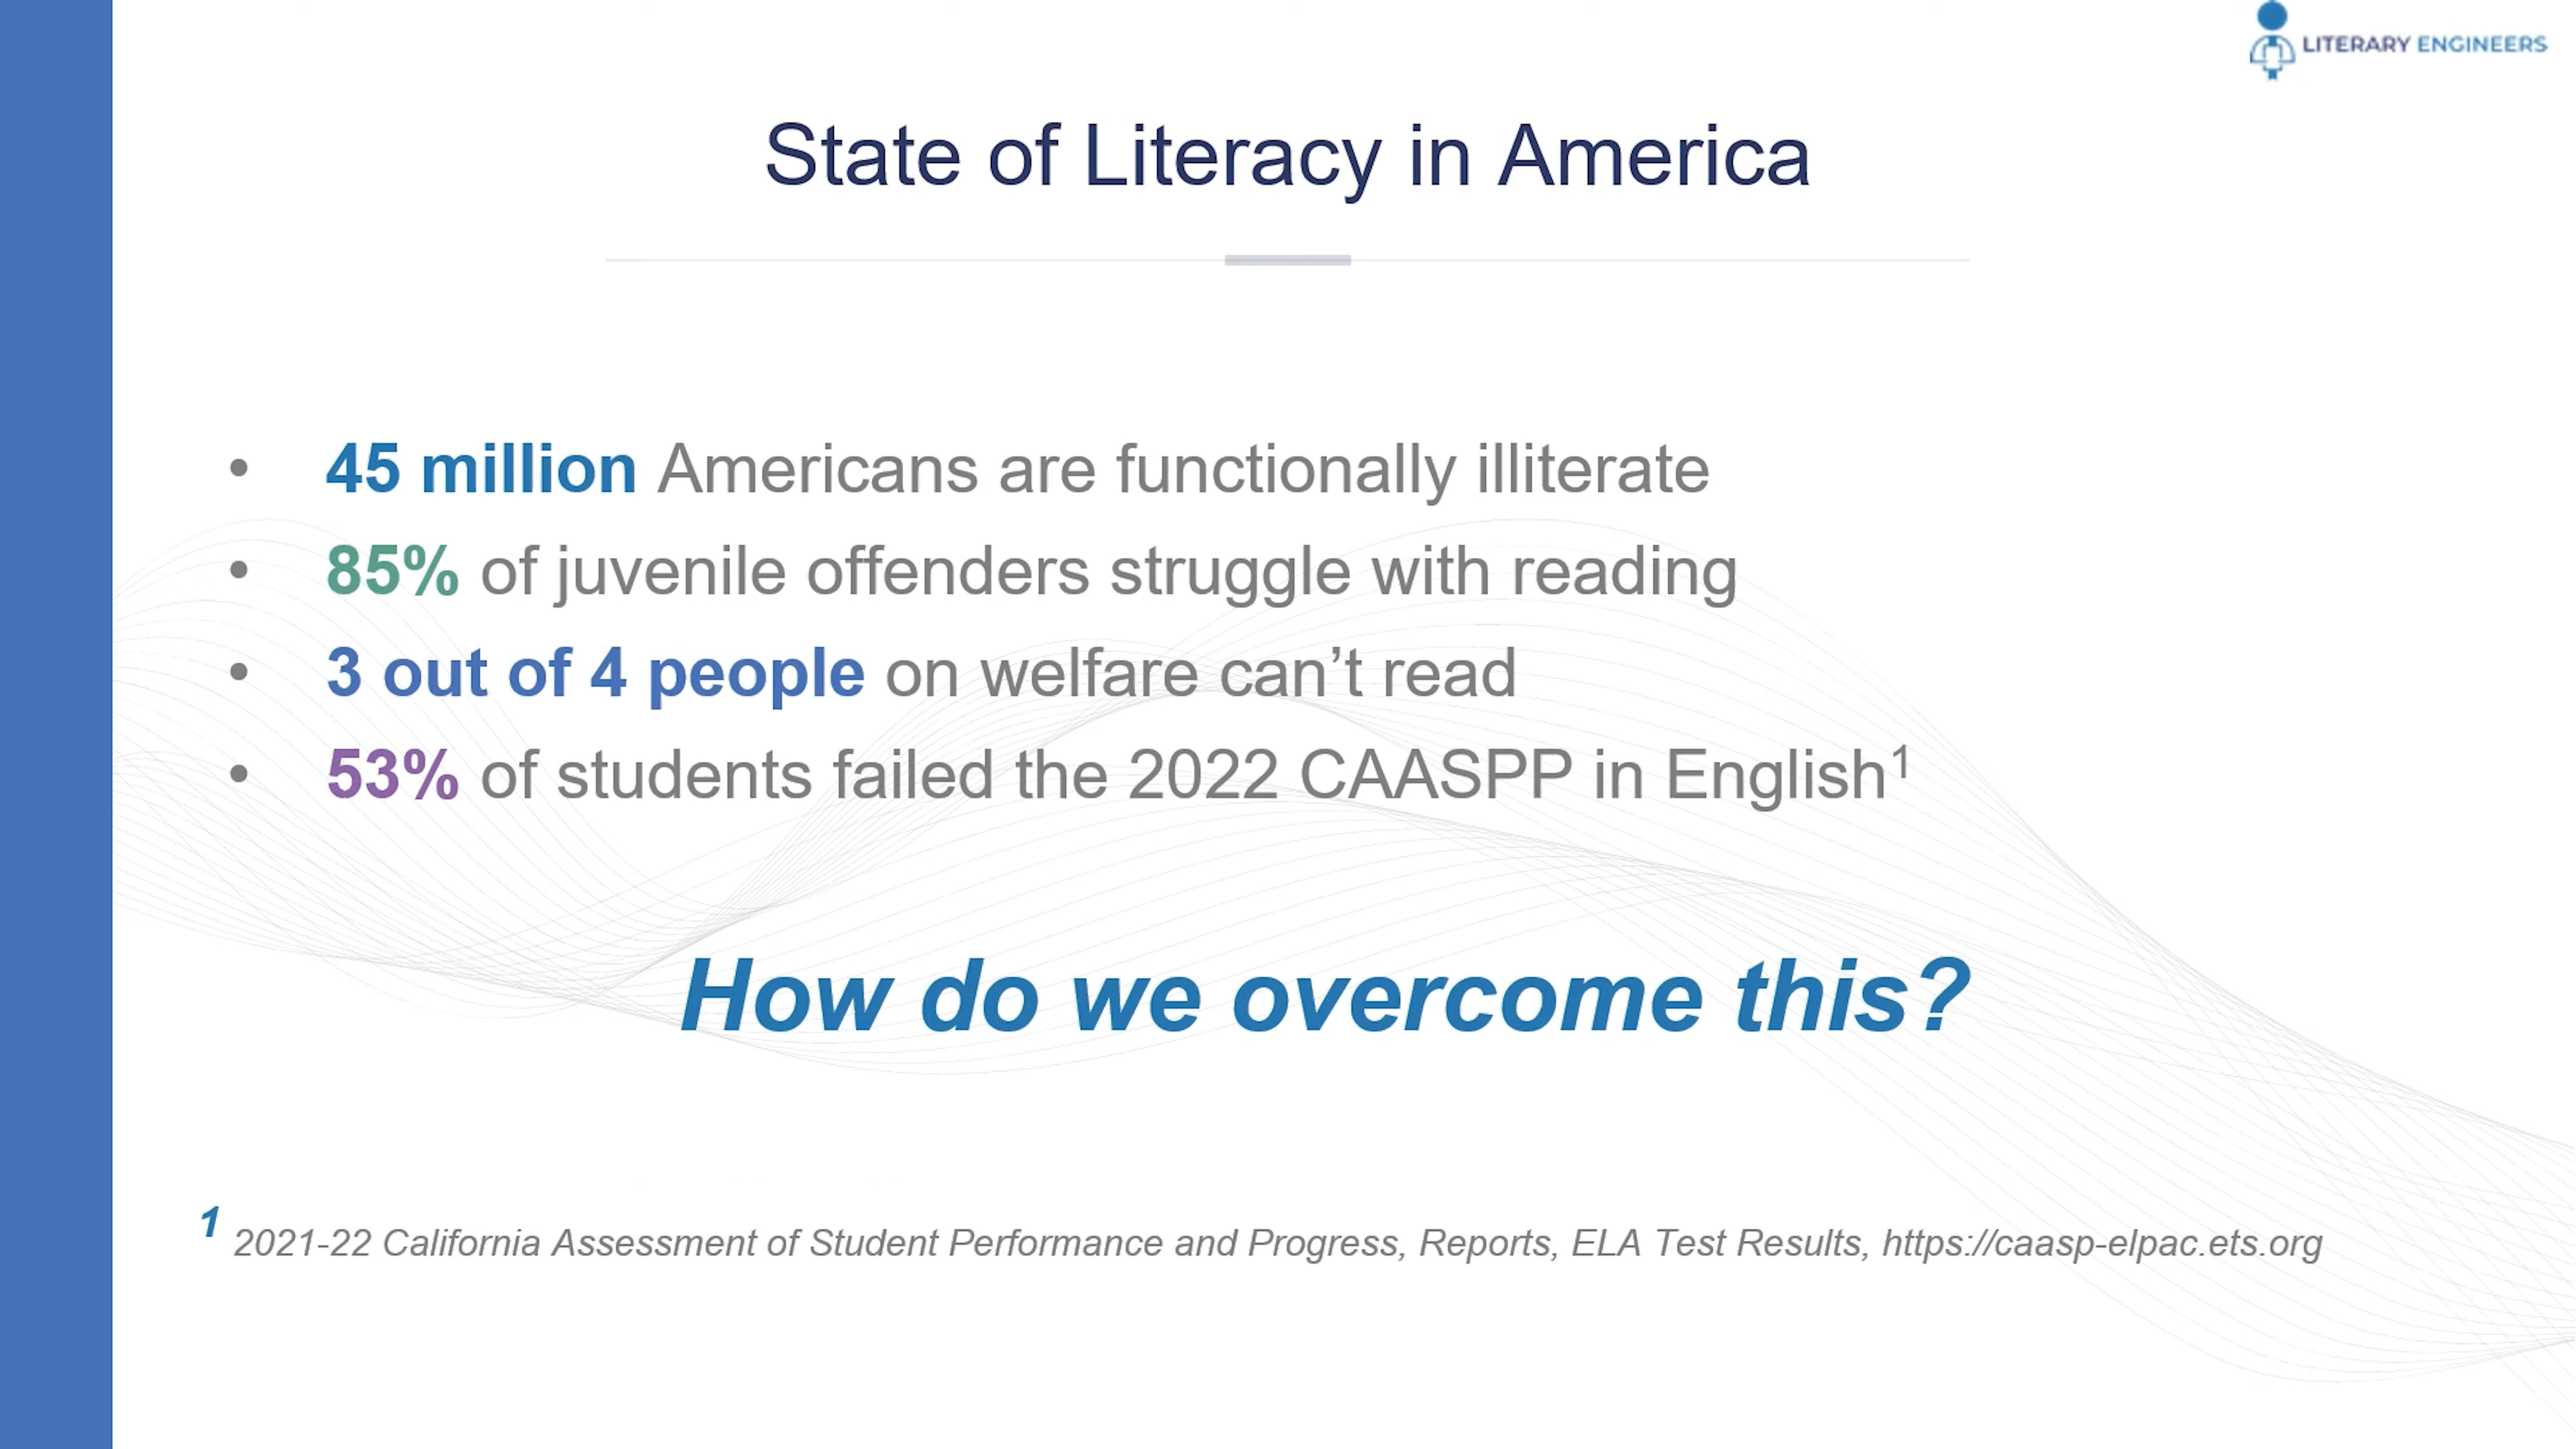 LITERARY ENGINEERS
State of Literacy in America
• 45 million Americans are functionally illiterate
• 85% of juvenile offenders struggle with reading
• 3 out of 4 people on welfare can’t read
• 53% of students failed the 2022 CAASPP in English¹
How do we overcome this?
1 2021-22 California Assessment of Student Performance and Progress, Reports, ELA Test Results, https://caasp-elpac.ets.org